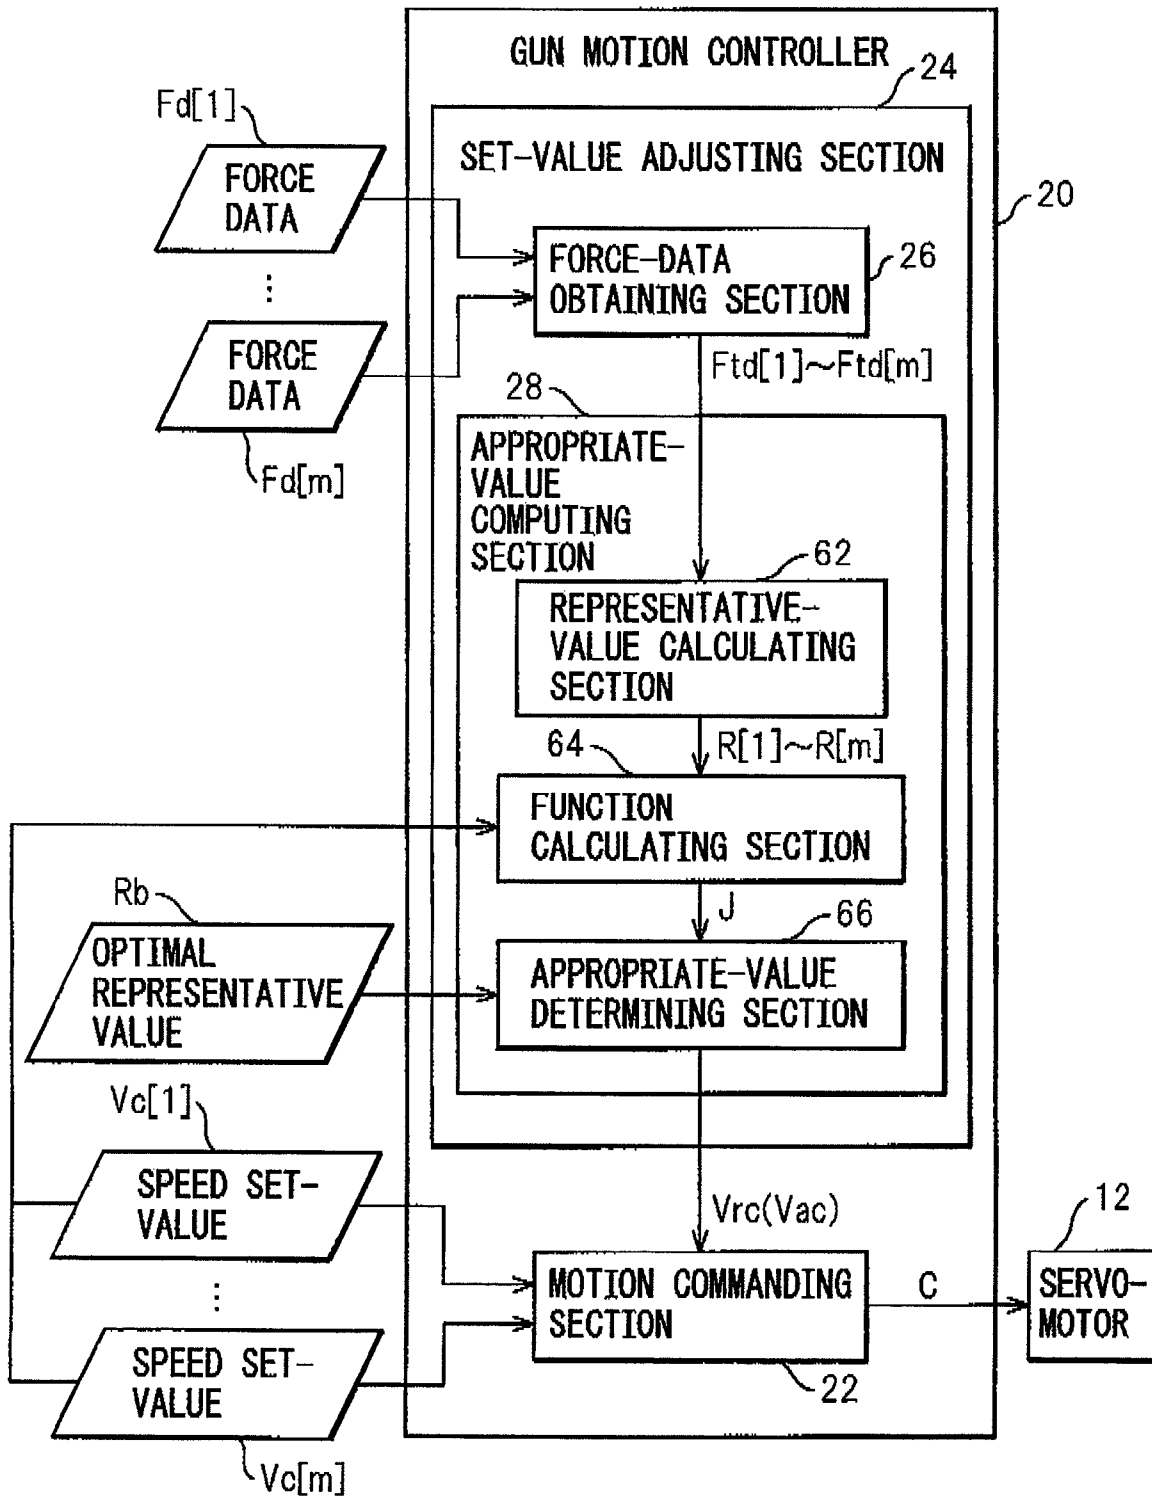 GUN MOTION CONTROLLER
24
SET-VALUE ADJUSTING SECTION
20
Fd[1]
FORCE
DATA
⋮
FORCE
DATA
Fd[m]
FORCE-DATA
OBTAINING SECTION
26
Ftd[1]~Ftd[m]
28
APPROPRIATE-
VALUE
COMPUTING
SECTION
62
REPRESENTATIVE-
VALUE CALCULATING
SECTION
R[1]~R[m]
64
FUNCTION
CALCULATING SECTION
J
66
Rb
OPTIMAL
REPRESENTATIVE
VALUE
APPROPRIATE-VALUE
DETERMINING SECTION
Vc[1]
SPEED SET-
VALUE
⋮
SPEED SET-
VALUE
Vc[m]
Vrc(Vac)
MOTION COMMANDING
SECTION
22
C
12
SERVO-
MOTOR